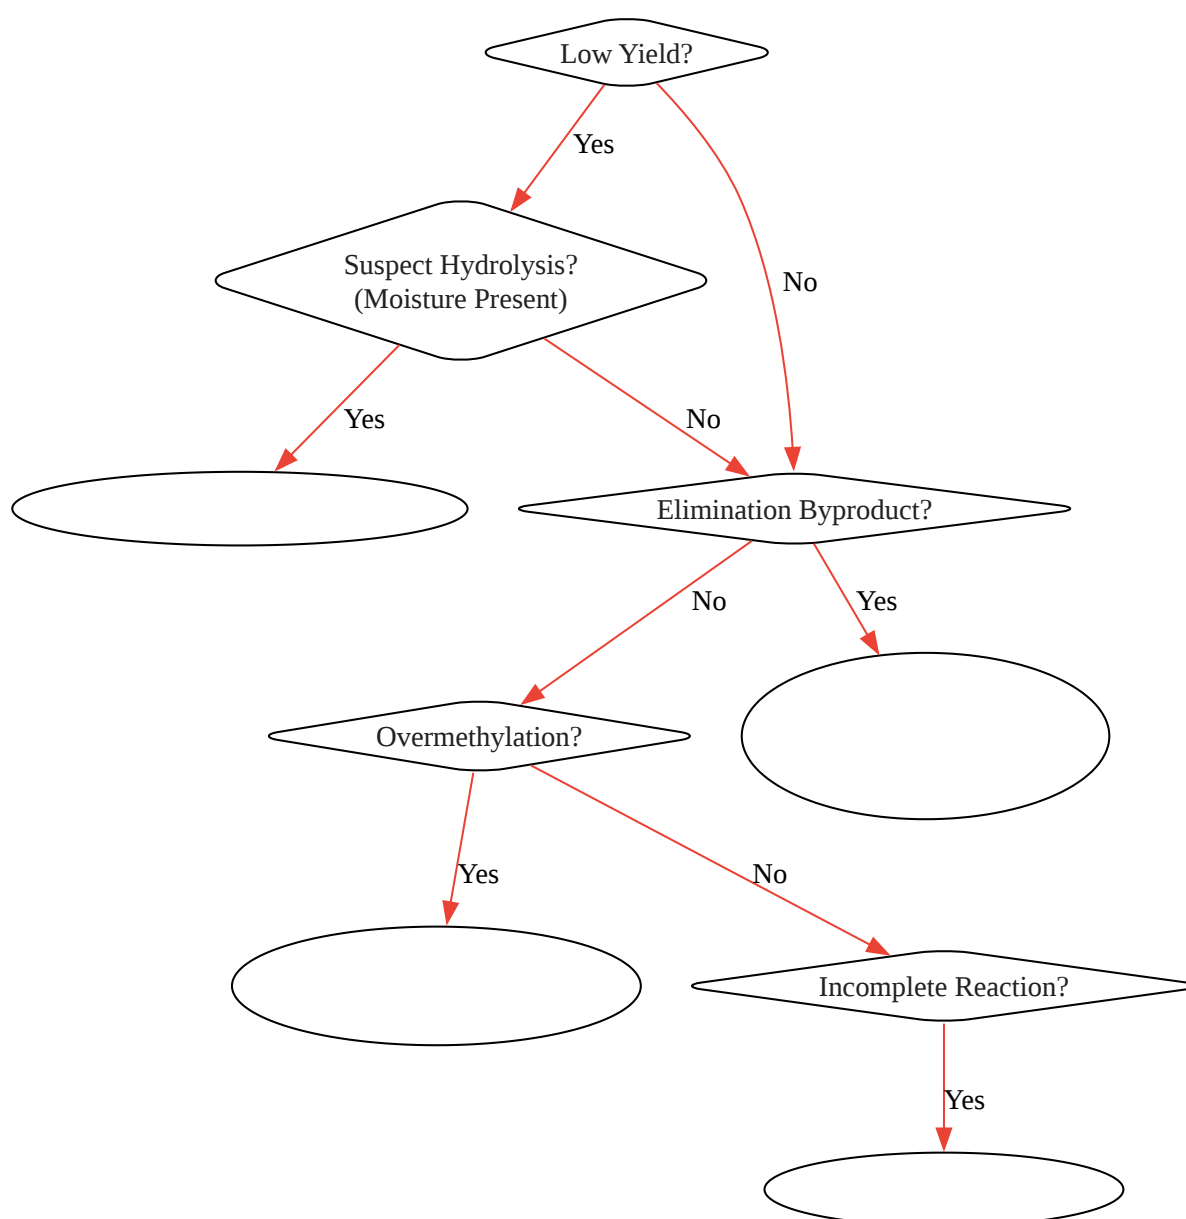 Low Yield?
Yes
Suspect Hydrolysis?
(Moisture Present)
No
Yes
No
Elimination Byproduct?
No
Yes
Overmethylation?
Yes
No
Incomplete Reaction?
Yes